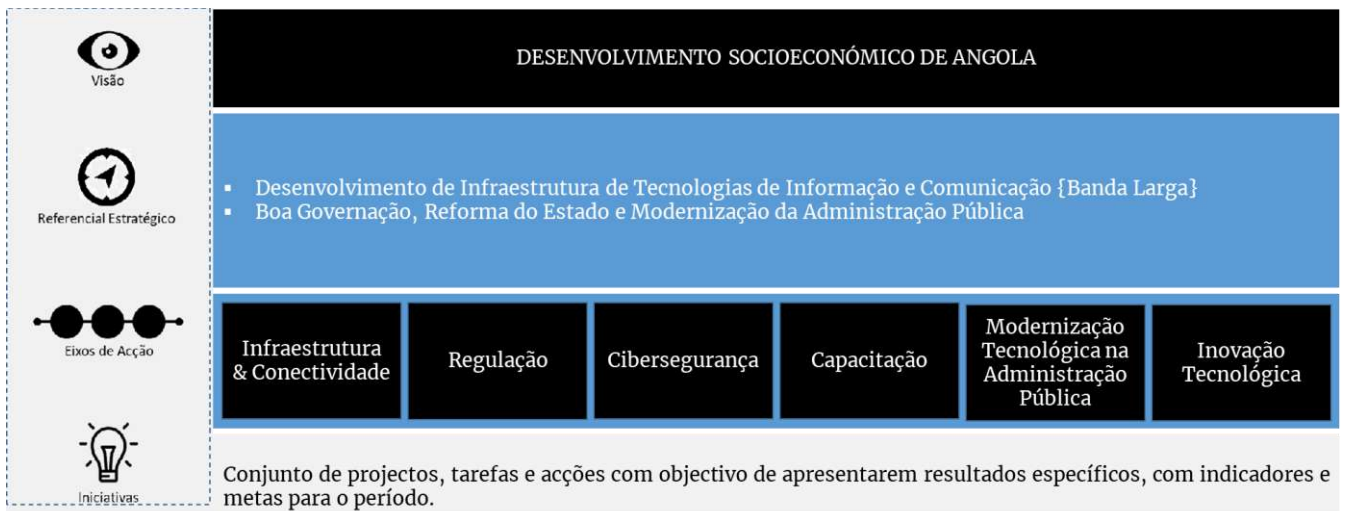 Visão
DESENVOLVIMENTO SOCIOECONÓMICO DE ANGOLA
Referencial Estratégico
▪ Desenvolvimento de Infraestrutura de Tecnologias de Informação e Comunicação {Banda Larga}
▪ Boa Governação, Reforma do Estado e Modernização da Administração Pública
Eixos de Acção
Infraestrutura
& Conectividade
Regulação
Cibersegurança
Capacitação
Modernização
Tecnológica na
Administração
Pública
Inovação
Tecnológica
Iniciativas
Conjunto de projectos, tarefas e acções com objectivo de apresentarem resultados específicos, com indicadores e
metas para o período.